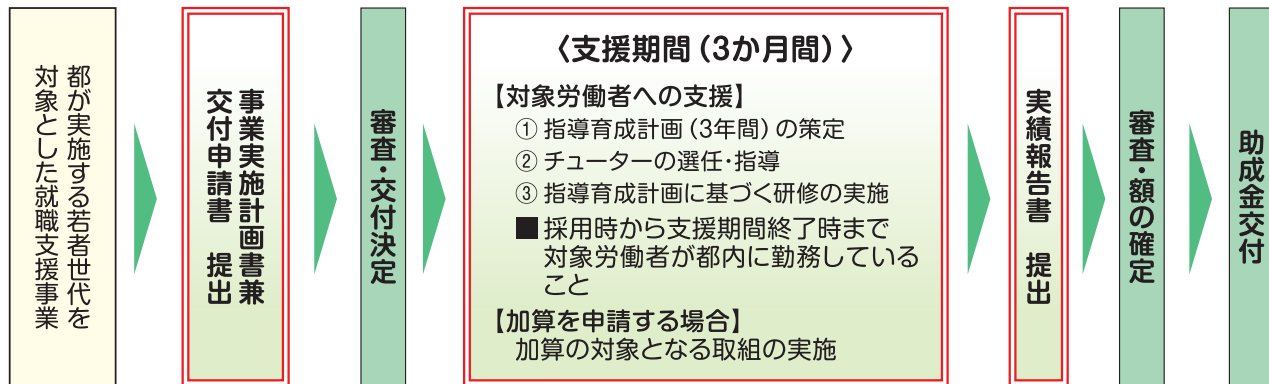 都が実施する若者世代を
対象とした就職支援事業
事業実施計画書兼
交付申請書 提出
審査・交付決定
〈支援期間（3か月間）〉
【対象労働者への支援】
① 指導育成計画（3年間）の策定
② チューターの選任・指導
③ 指導育成計画に基づく研修の実施
■ 採用時から支援期間終了時まで
対象労働者が都内に勤務している
こと
【加算を申請する場合】
加算の対象となる取組の実施
実績報告書 提出
審査・額の確定
助成金交付